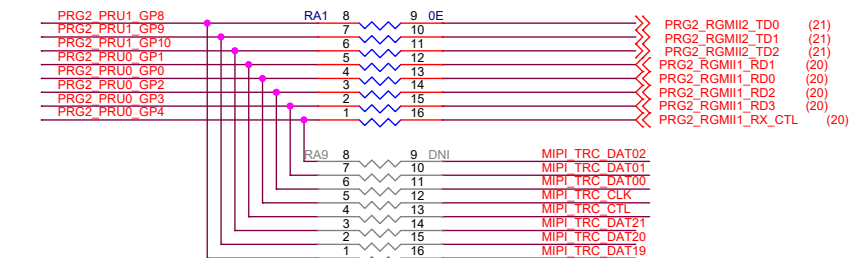 PRG2_PRU1_GP8 RA1 8 9 0E PRG2_RGMII2_TD0 (21)
PRG2_PRU1_GP9 7 10 PRG2_RGMII2_TD1 (21)
PRG2_PRU1_GP10 6 11 PRG2_RGMII2_TD2 (21)
PRG2_PRU0_GP1 5 12 PRG2_RGMII1_RD1 (20)
PRG2_PRU0_GP0 4 13 PRG2_RGMII1_RD0 (20)
PRG2_PRU0_GP2 3 14 PRG2_RGMII1_RD2 (20)
PRG2_PRU0_GP3 2 15 PRG2_RGMII1_RD3 (20)
PRG2_PRU0_GP4 1 16 PRG2_RGMII1_RX_CTL (20)
RA9 8 9 DNI MIPI_TRC_DAT02
7 10 MIPI_TRC_DAT01
6 11 MIPI_TRC_DAT00
5 12 MIPI_TRC_CLK
4 13 MIPI_TRC_CTL
3 14 MIPI_TRC_DAT21
2 15 MIPI_TRC_DAT20
1 16 MIPI_TRC_DAT19